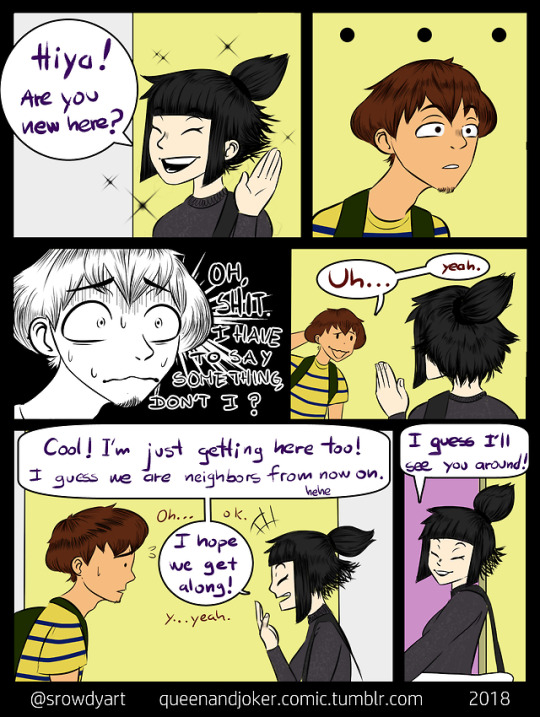 Hiya!
Are you
new here?
OH,
SHIT.
I HAVE
TO SAY
SOMETHING,
DON'T I?
Uh...
yeah.
Cool! I'm just getting here too!
I guess we are neighbors from now on.
hehe
Oh... ok.
I hope
we get
along!
y...yeah.
I guess I'll
see you around!
@srowdyart queenandjoker.comic.tumblr.com 2018